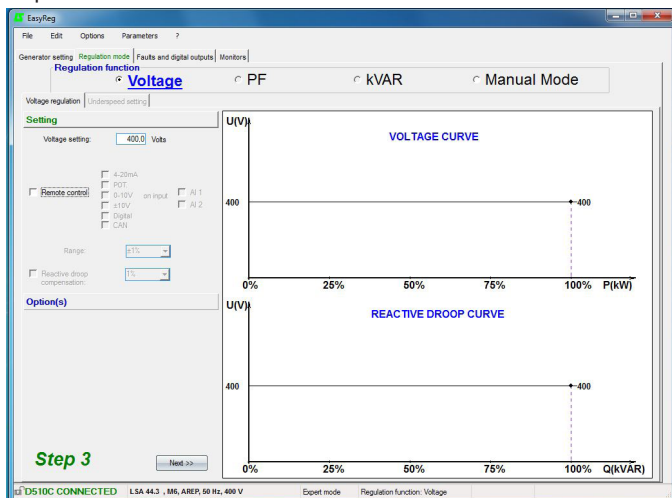 EasyReg
File Edit Options Parameters ?
Generator setting Regulation mode Faults and digital outputs Monitors
Regulation function
Voltage PF kVAR Manual Mode
Voltage regulation Underspeed setting
Setting
Voltage setting: 400.0 Volts
4-20mA
POT.
Remote control 0-10V on input AI 1
±10V AI 2
Digital
CAN
Range: ±1%
Reactive droop compensation: 1%
Option(s)
Step 3
Next >>
U(V)
VOLTAGE CURVE
400 400
0% 25% 50% 75% 100% P(kW)
U(V)
REACTIVE DROOP CURVE
400 400
0% 25% 50% 75% 100% Q(kVAR)
D510C CONNECTED LSA 44.3 , M6, AREP, 50 Hz, 400 V Expert mode Regulation function: Voltage